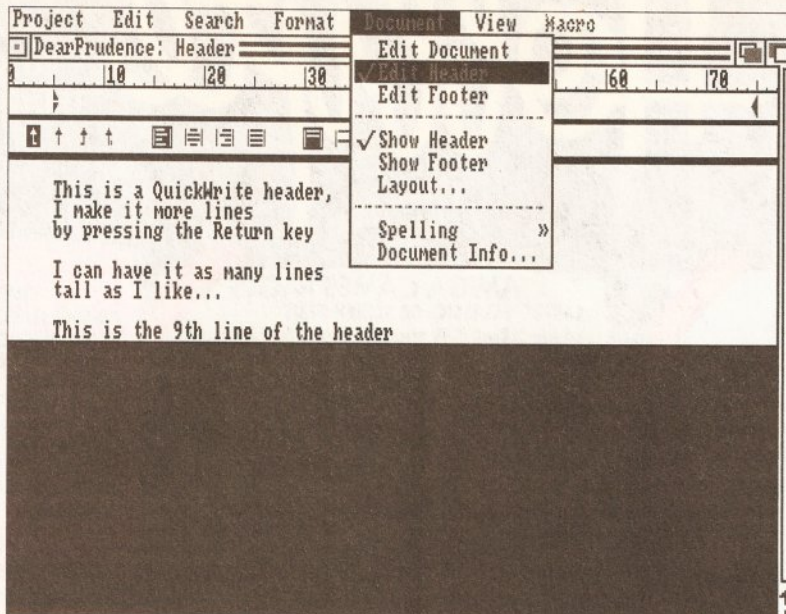 Project Edit Search Format Document View Macro
DearPrudence: Header
10 20 30 60 70
Edit Document
✓Edit Header
Edit Footer
✓Show Header
Show Footer
Layout...
Spelling »
Document Info...
This is a QuickWrite header,
I make it more lines
by pressing the Return key
I can have it as many lines
tall as I like...
This is the 9th line of the header